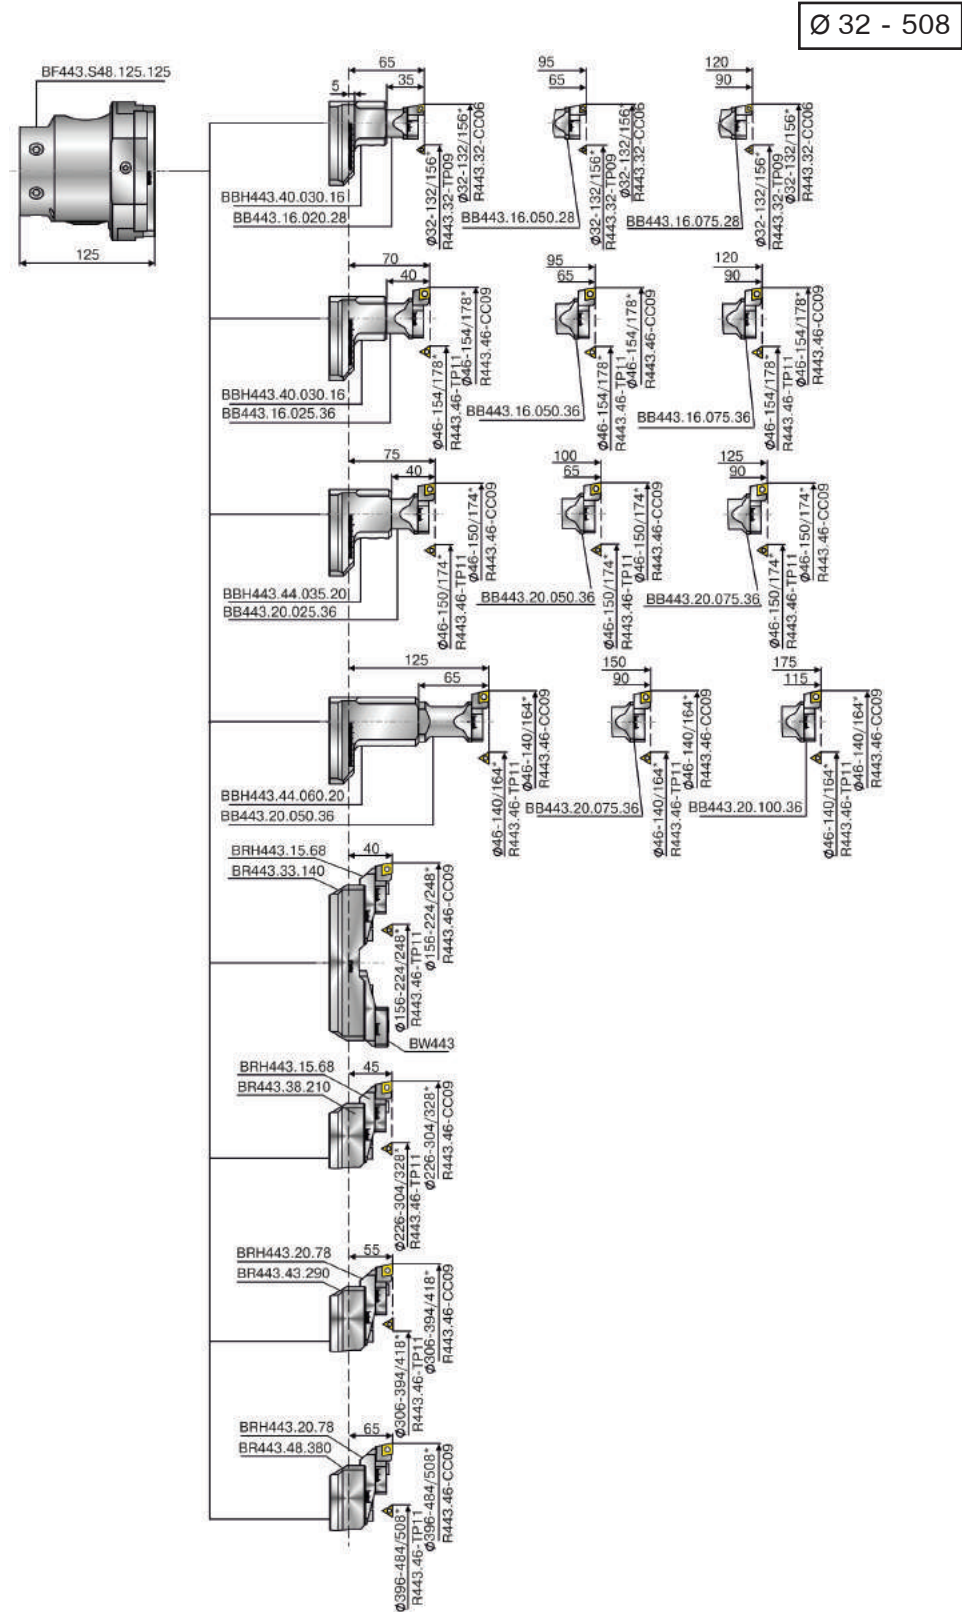 Ø 32 - 508
BF443.S48.125.125
125
65
35
5
BBH443.40.030.16
BB443.16.020.28
Ø32-132/156*
R443.32-CC06
Ø32-132/156*
R443.32-TP09
95
65
BB443.16.050.28
Ø32-132/156*
R443.32-CC06
Ø32-132/156*
R443.32-TP09
120
90
BB443.16.075.28
Ø32-132/156*
R443.32-CC06
Ø32-132/156*
R443.32-TP09
70
40
BBH443.40.030.16
BB443.16.025.36
Ø46-154/178*
R443.46-CC09
Ø46-154/178*
R443.46-TP11
95
65
BB443.16.050.36
Ø46-154/178*
R443.46-CC09
Ø46-154/178*
R443.46-TP11
120
90
BB443.16.075.36
Ø46-154/178*
R443.46-CC09
Ø46-154/178*
R443.46-TP11
75
40
BBH443.44.035.20
BB443.20.025.36
Ø46-150/174*
R443.46-CC09
Ø46-150/174*
R443.46-TP11
100
65
BB443.20.050.36
Ø46-150/174*
R443.46-CC09
Ø46-150/174*
R443.46-TP11
125
90
BB443.20.075.36
Ø46-150/174*
R443.46-CC09
Ø46-150/174*
R443.46-TP11
125
65
BBH443.44.060.20
BB443.20.050.36
Ø46-140/164*
R443.46-CC09
Ø46-140/164*
R443.46-TP11
150
90
BB443.20.075.36
Ø46-140/164*
R443.46-CC09
Ø46-140/164*
R443.46-TP11
175
115
BB443.20.100.36
Ø46-140/164*
R443.46-CC09
Ø46-140/164*
R443.46-TP11
BRH443.15.68
BR443.33.140
40
Ø156-224/248*
R443.46-CC09
Ø156-224/248*
R443.46-TP11
BW443
BRH443.15.68
BR443.38.210
45
Ø226-304/328*
R443.46-CC09
Ø226-304/328*
R443.46-TP11
BRH443.20.78
BR443.43.290
55
Ø306-394/418*
R443.46-CC09
Ø306-394/418*
R443.46-TP11
BRH443.20.78
BR443.48.380
65
Ø396-484/508*
R443.46-CC09
Ø396-484/508*
R443.46-TP11